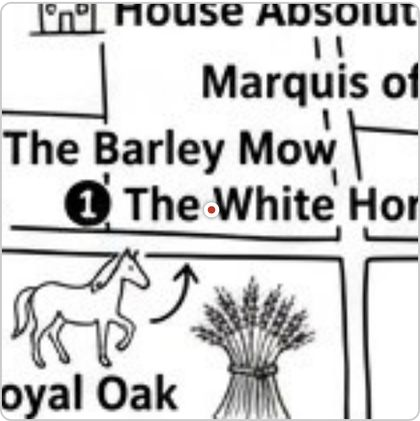 House Absolut
Marquis of
The Barley Mow
1 The White Hor
oyal Oak